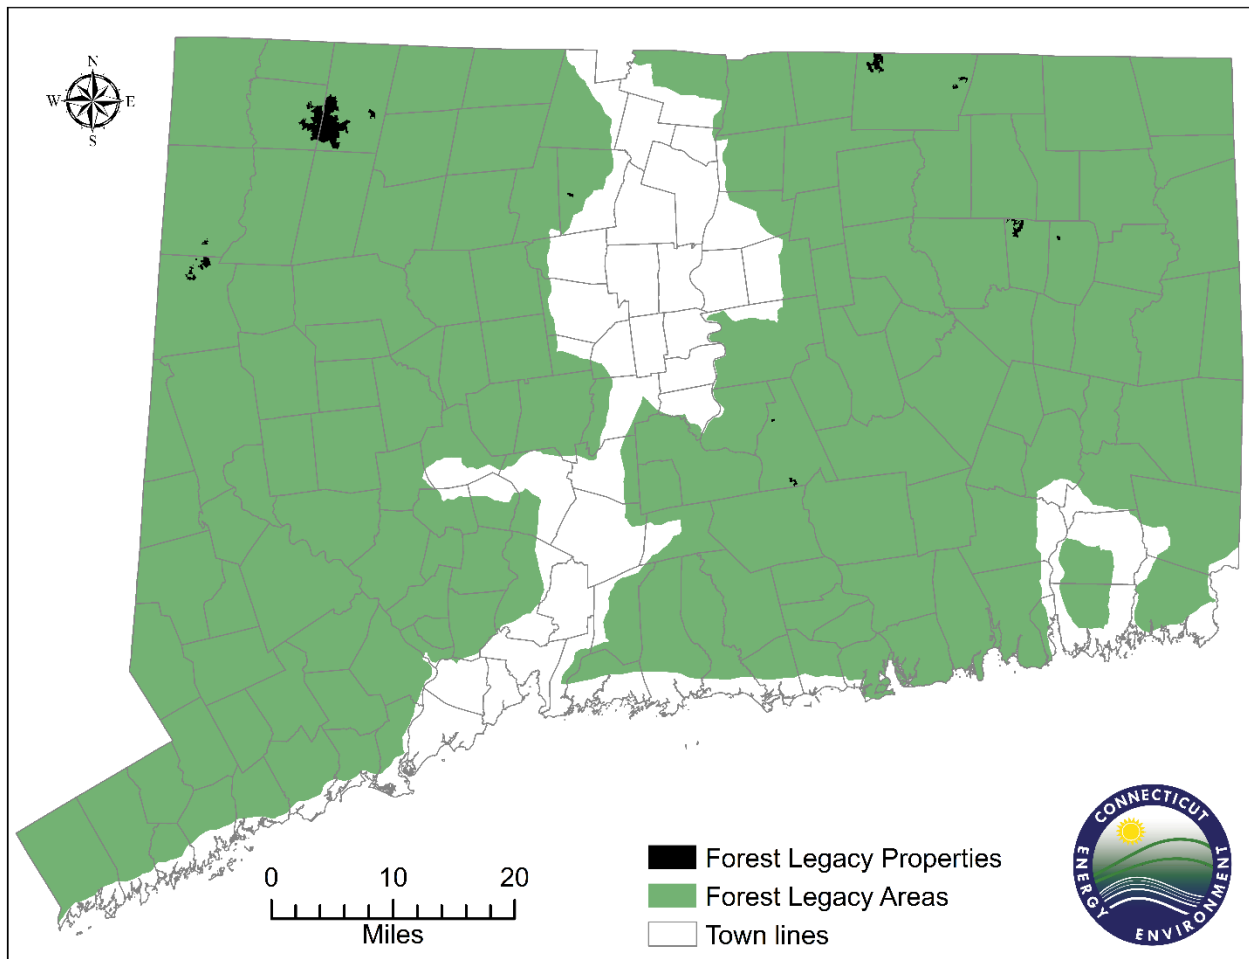 N
W E
S
0 10 20
Miles
Forest Legacy Properties
Forest Legacy Areas
Town lines
CONNECTICUT
ENERGY
ENVIRONMENT